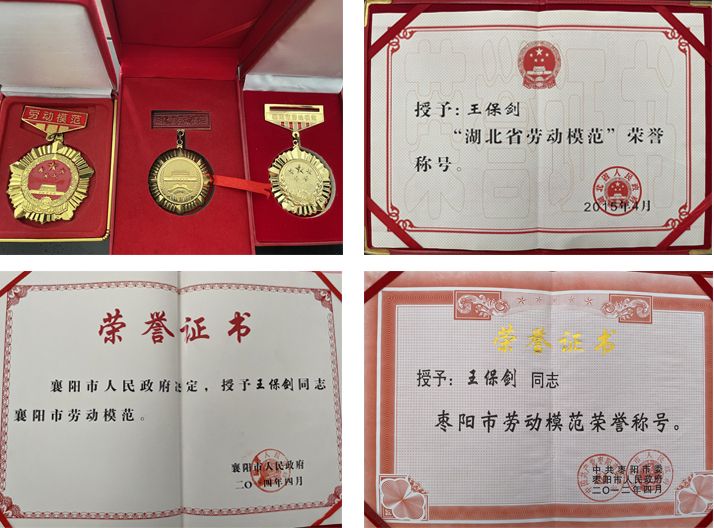 劳动模范
授予：王保剑
“湖北省劳动模范”荣誉
称号。
湖北省人民政府
2015年4月
荣誉证书
襄阳市人民政府决定，授予王保剑同志
襄阳市劳动模范。
襄阳市人民政府
二〇一四年四月
荣誉证书
授予：王保剑 同志
枣阳市劳动模范荣誉称号。
中共枣阳市委
枣阳市人民政府
二〇一二年四月